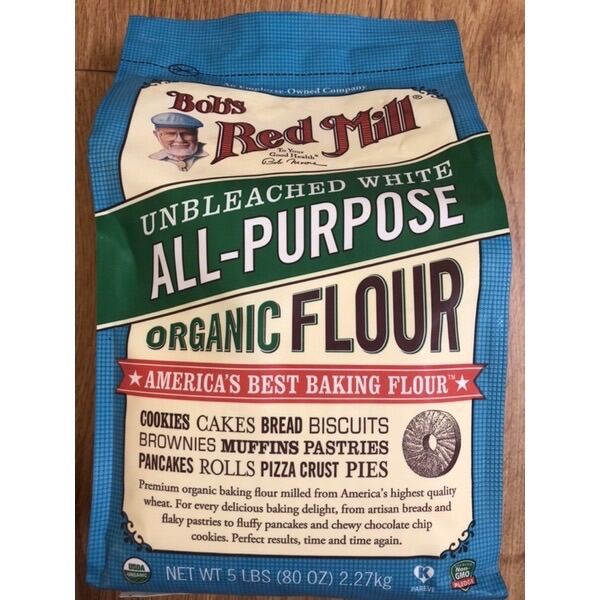 An Employee-Owned Company
Bob's
Red Mill®
To Your
Good Health®
Bob Moore
UNBLEACHED WHITE
ALL-PURPOSE
ORGANIC FLOUR
AMERICA'S BEST BAKING FLOUR™
COOKIES CAKES BREAD BISCUITS
BROWNIES MUFFINS PASTRIES
PANCAKES ROLLS PIZZA CRUST PIES
Premium organic baking flour milled from America's highest quality
wheat. For every delicious baking delight, from artisan breads and
flaky pastries to fluffy pancakes and chewy chocolate chip
cookies. Perfect results, time and time again.
USDA
ORGANIC
NET WT 5 LBS (80 OZ) 2.27kg
K
PAREVE
Non
GMO
PLEDGE